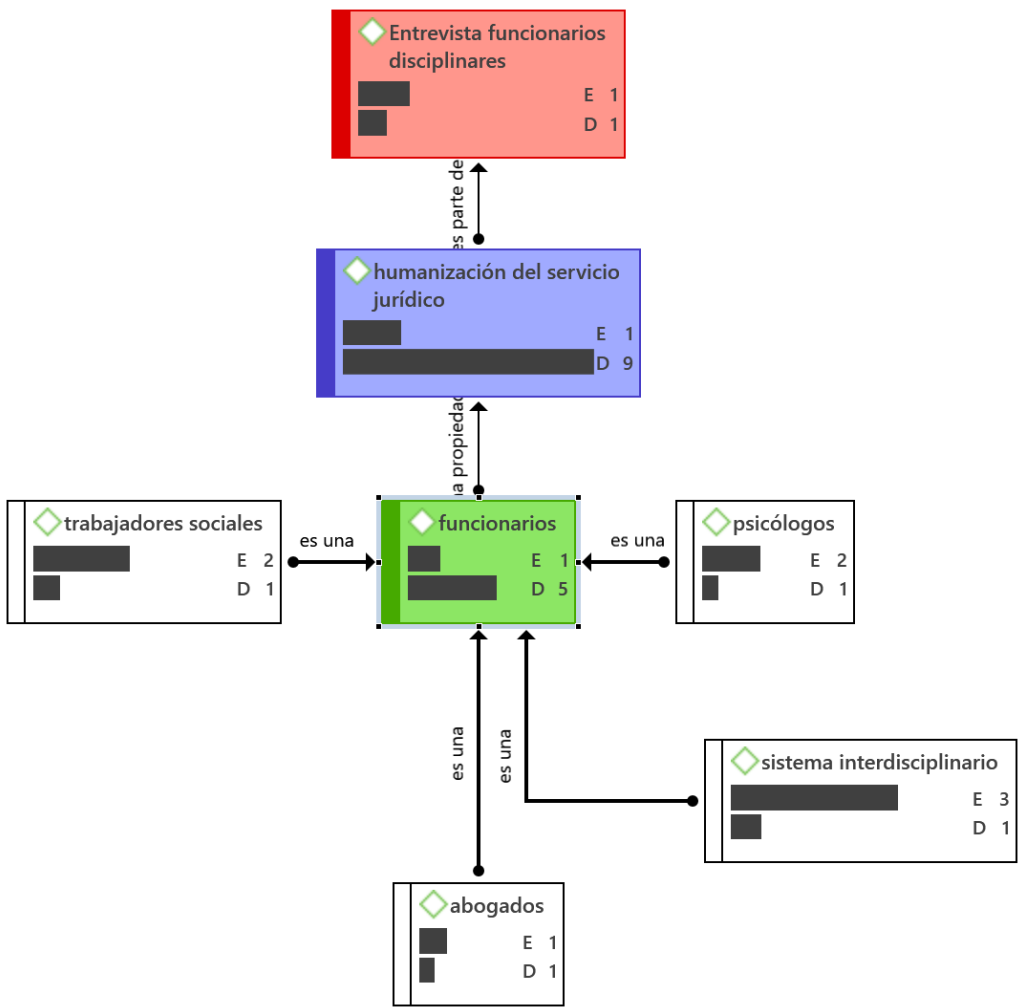 Entrevista funcionarios
disciplinares
E 1
D 1
es parte de
humanización del servicio
jurídico
E 1
D 9
propiedad
trabajadores sociales
E 2
D 1
es una
funcionarios
E 1
D 5
es una
psicólogos
E 2
D 1
es una
es una
sistema interdisciplinario
E 3
D 1
abogados
E 1
D 1